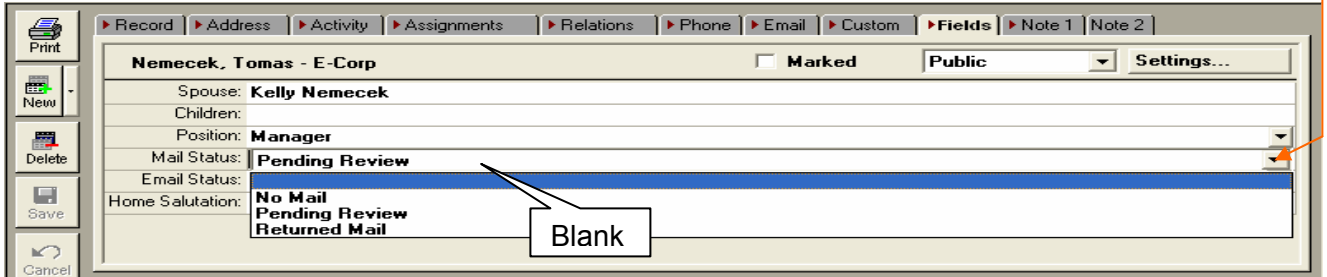 Print
New
Delete
Save
Cancel
Record Address Activity Assignments Relations Phone Email Custom Fields Note 1 Note 2
Nemecek, Tomas - E-Corp Marked Public Settings...
Spouse: Kelly Nemecek
Children:
Position: Manager
Mail Status: Pending Review
Email Status:
Home Salutation: No Mail
Pending Review
Returned Mail
Blank